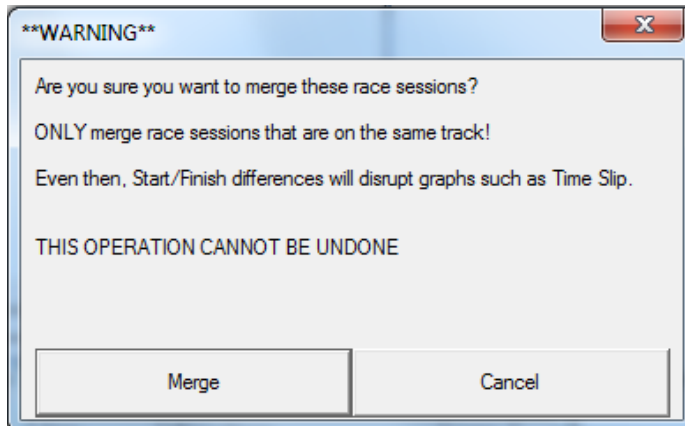 **WARNING**
Are you sure you want to merge these race sessions?
ONLY merge race sessions that are on the same track!
Even then, Start/Finish differences will disrupt graphs such as Time Slip.
THIS OPERATION CANNOT BE UNDONE
Merge
Cancel